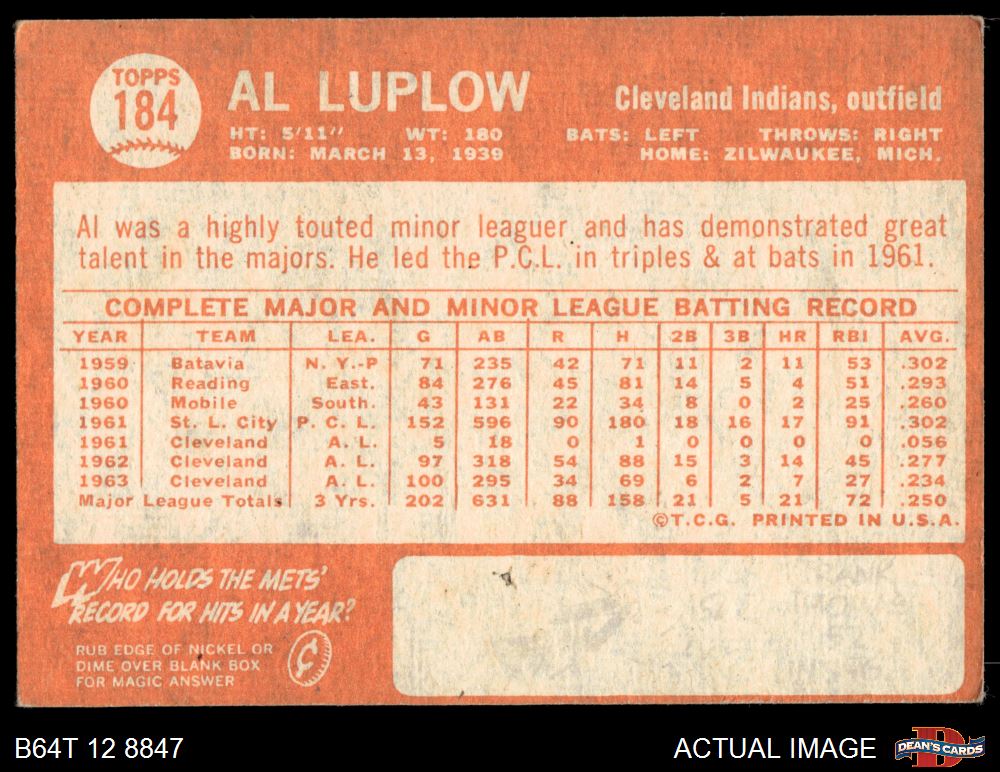 TOPPS
184
AL LUPLOW
Cleveland Indians, outfield
HT: 5'11" WT: 180 BATS: LEFT THROWS: RIGHT
BORN: MARCH 13, 1939 HOME: ZILWAUKEE, MICH.
Al was a highly touted minor leaguer and has demonstrated great
talent in the majors. He led the P.C.L. in triples & at bats in 1961.
COMPLETE MAJOR AND MINOR LEAGUE BATTING RECORD
YEAR TEAM LEA. G AB R H 2B 3B HR RBI AVG.
1959 Batavia N. Y.-P 71 235 42 71 11 2 11 53 .302
1960 Reading East. 84 276 45 81 14 5 4 51 .293
1960 Mobile South. 43 131 22 34 8 0 2 25 .260
1961 St. L. City P. C. L. 152 596 90 180 18 16 17 91 .302
1961 Cleveland A. L. 5 18 0 1 0 0 0 0 .056
1962 Cleveland A. L. 97 318 54 88 15 3 14 45 .277
1963 Cleveland A. L. 100 295 34 69 6 2 7 27 .234
Major League Totals 3 Yrs. 202 631 88 158 21 5 21 72 .250
©T.C.G. PRINTED IN U.S.A.
WHO HOLDS THE METS'
RECORD FOR HITS IN A YEAR?
RUB EDGE OF NICKEL OR
DIME OVER BLANK BOX
FOR MAGIC ANSWER
¢
FRANK
B64T 12 8847
ACTUAL IMAGE
D
DEAN'S CARDS